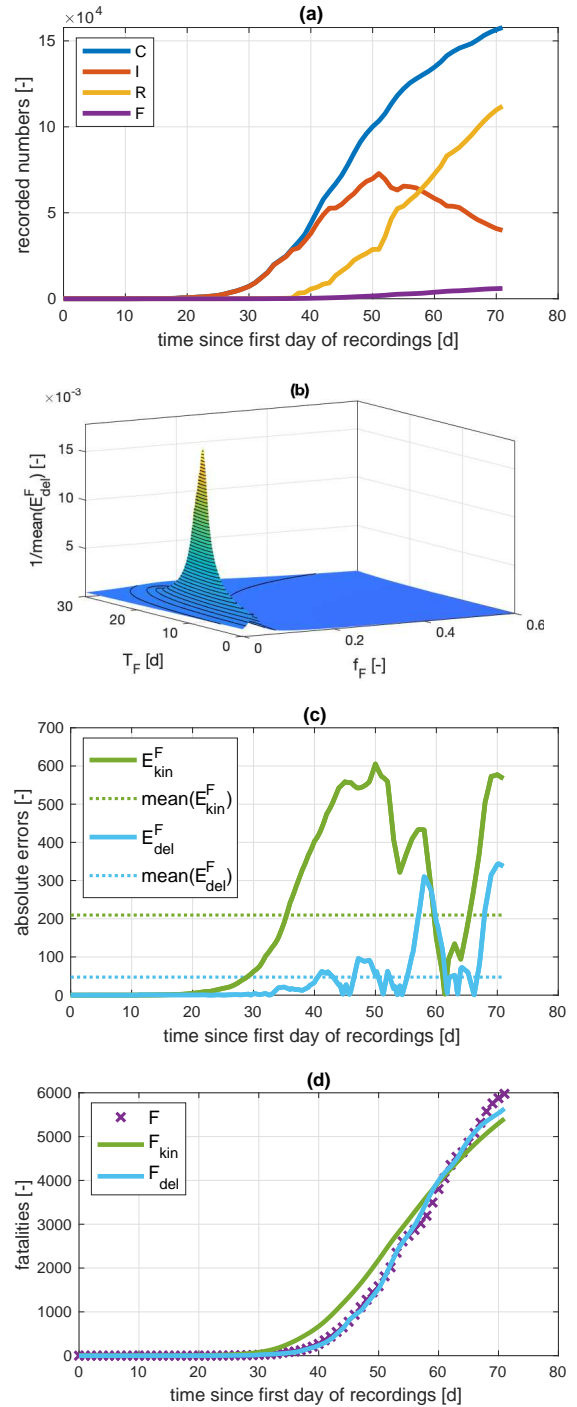 (a)
×10⁴
15
10
5
0
recorded numbers [-]
C
I
R
F
0 10 20 30 40 50 60 70 80
time since first day of recordings [d]
(b)
×10⁻³
15
10
5
1/mean(E^F_del) [-]
30 20 10 0
T_F [d]
0 0.2 0.4 0.6
f_F [-]
(c)
700
600
500
400
300
200
100
0
absolute errors [-]
E^F_kin
mean(E^F_kin)
E^F_del
mean(E^F_del)
0 10 20 30 40 50 60 70 80
time since first day of recordings [d]
(d)
6000
5000
4000
3000
2000
1000
0
fatalities [-]
F
F_kin
F_del
0 10 20 30 40 50 60 70 80
time since first day of recordings [d]